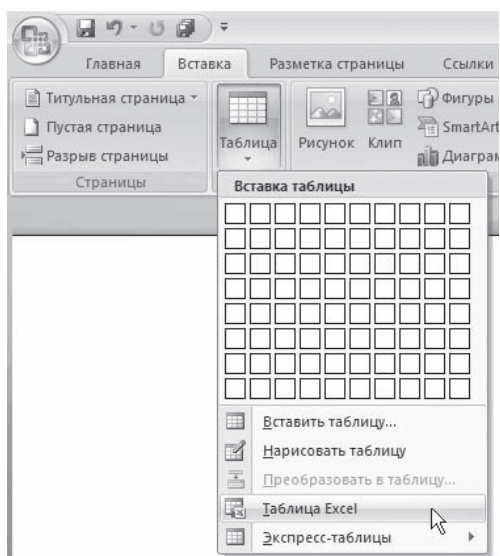 Главная Вставка Разметка страницы Ссылки
Титульная страница
Пустая страница
Разрыв страницы
Страницы
Таблица
Рисунок Клип
Фигуры
SmartArt
Диаграм
Вставка таблицы
Вставить таблицу...
Нарисовать таблицу
Преобразовать в таблицу...
Таблица Excel
Экспресс-таблицы